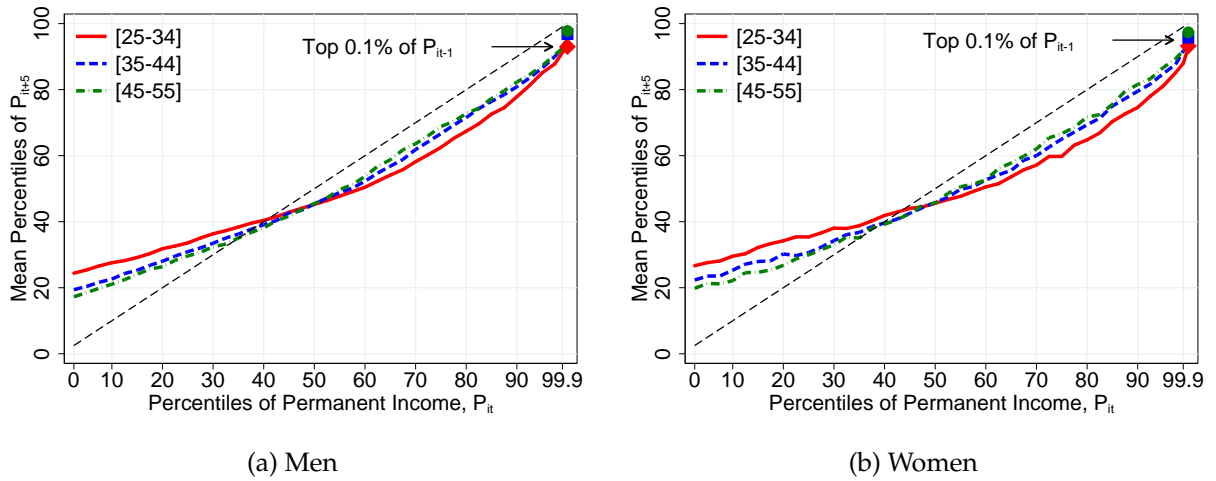 Mean Percentiles of P_{it+5}
0 20 40 60 80 100
[25-34]
[35-44]
[45-55]
Top 0.1% of P_{it-1}
0 10 20 30 40 50 60 70 80 90 99.9
Percentiles of Permanent Income, P_{it}
(a) Men
Mean Percentiles of P_{it+5}
0 20 40 60 80 100
[25-34]
[35-44]
[45-55]
Top 0.1% of P_{it-1}
0 10 20 30 40 50 60 70 80 90 99.9
Percentiles of Permanent Income, P_{it}
(b) Women